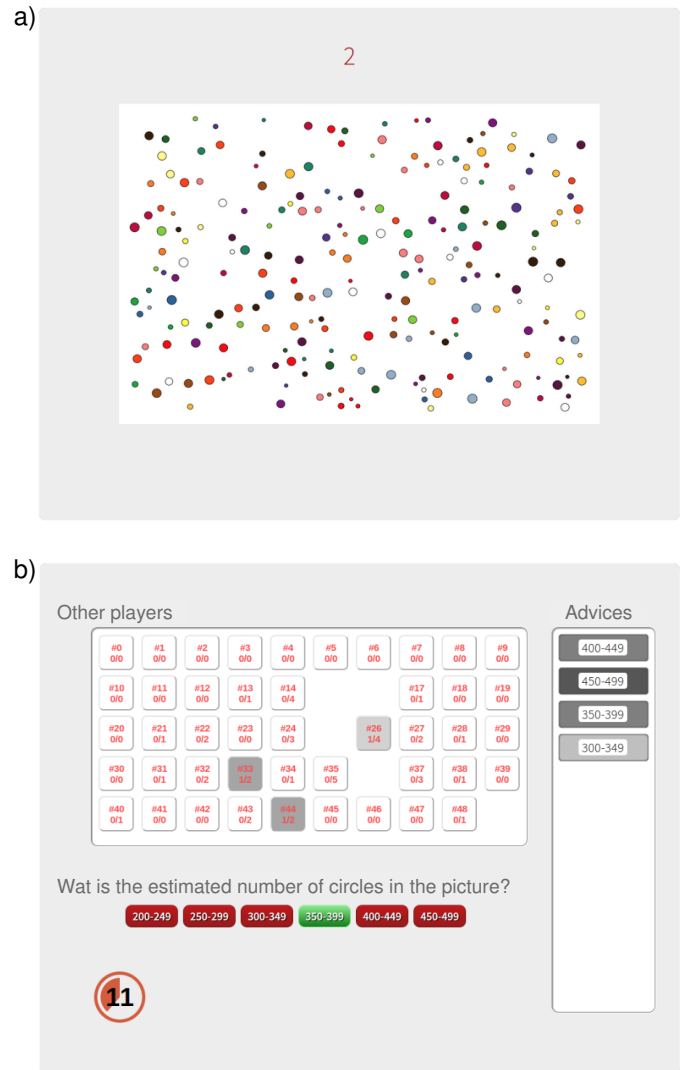 a)
2
b)
Other players
Advices
#0 #1 #2 #3 #4 #5 #6 #7 #8 #9
0/0 0/0 0/0 0/0 0/0 0/0 0/0 0/0 0/0 0/0
#10 #11 #12 #13 #14 #17 #18 #19
0/0 0/0 0/0 0/1 0/4 0/1 0/0 0/0
#20 #21 #22 #23 #24 #26 #27 #28 #29
0/0 0/1 0/2 0/0 0/3 1/4 0/2 0/1 0/0
#30 #31 #32 #33 #34 #35 #37 #38 #39
0/0 0/1 0/2 1/2 0/1 0/5 0/3 0/1 0/0
#40 #41 #42 #43 #44 #45 #46 #47 #48
0/1 0/0 0/0 0/2 1/2 0/0 0/0 0/0 0/1
400-449
450-499
350-399
300-349
Wat is the estimated number of circles in the picture?
200-249 250-299 300-349 350-399 400-449 450-499
11